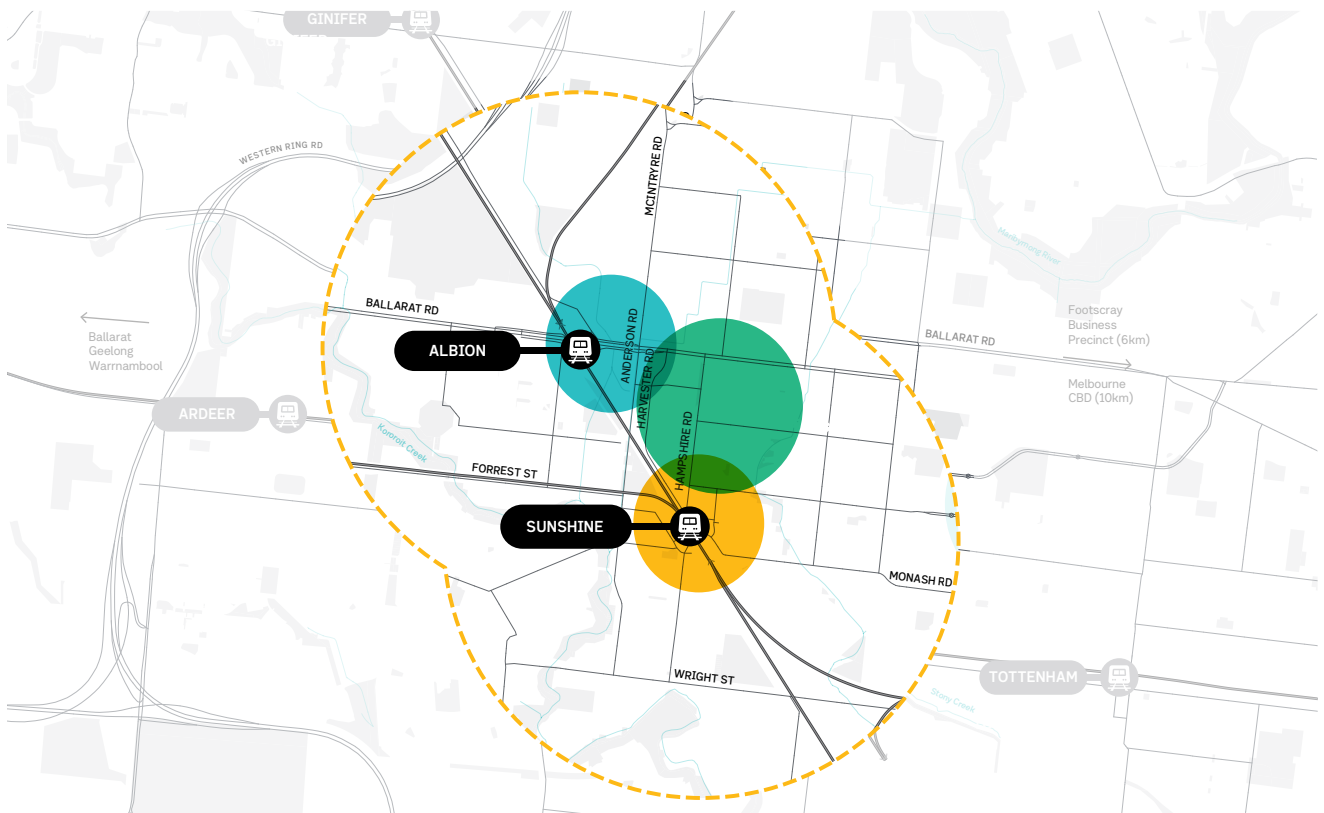 GINIFER
WESTERN RING RD
MCINTRYRE RD
Maribyrnong River
BALLARAT RD
Ballarat
Geelong
Warrnambool
ALBION
ANDERSON RD
HARVESTER RD
HAMPSHIRE RD
BALLARAT RD
Footscray
Business
Precinct (6km)
Melbourne
CBD (10km)
ARDEER
Kororoit Creek
FORREST ST
SUNSHINE
MONASH RD
WRIGHT ST
TOTTENHAM
Stony Creek